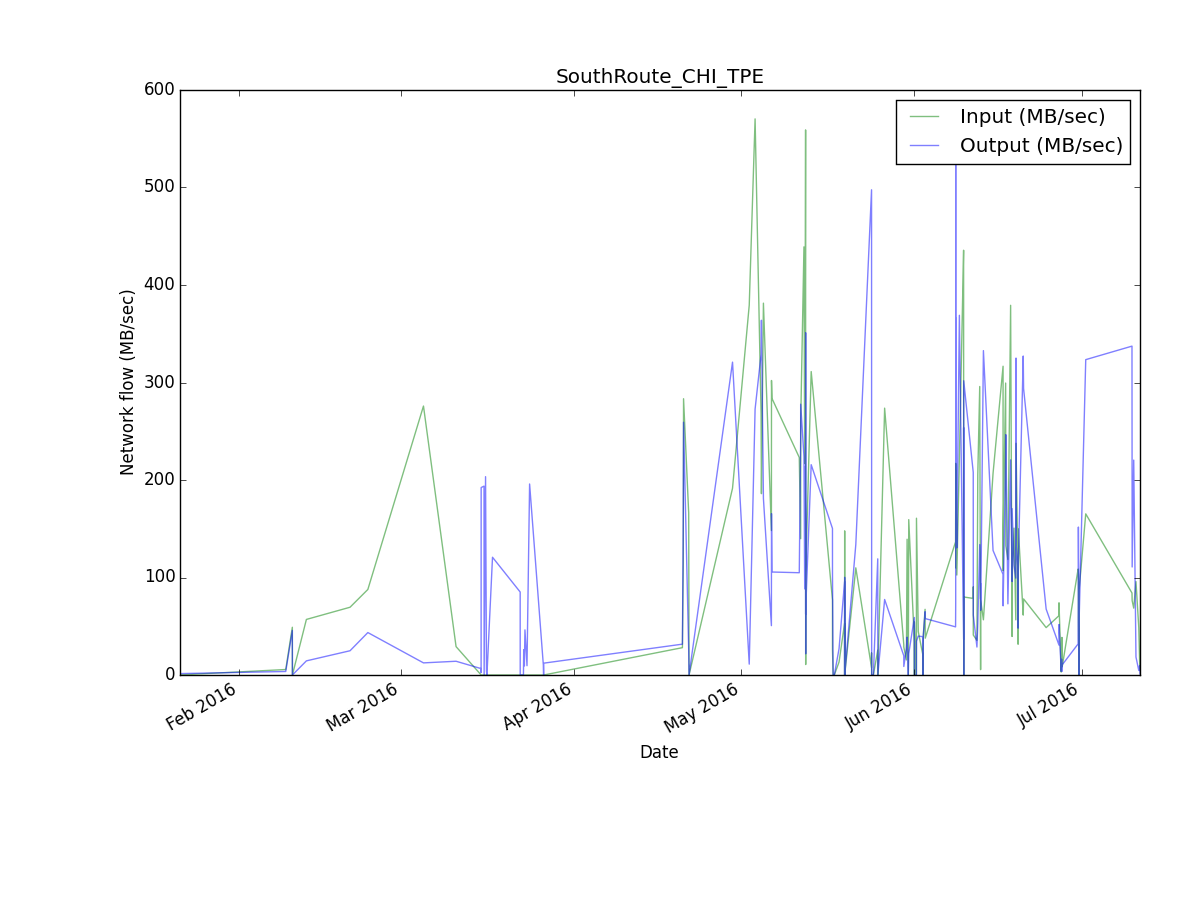 SouthRoute_CHI_TPE
Input (MB/sec)
Output (MB/sec)
Network flow (MB/sec)
600
500
400
300
200
100
0
Feb 2016
Mar 2016
Apr 2016
May 2016
Jun 2016
Jul 2016
Date